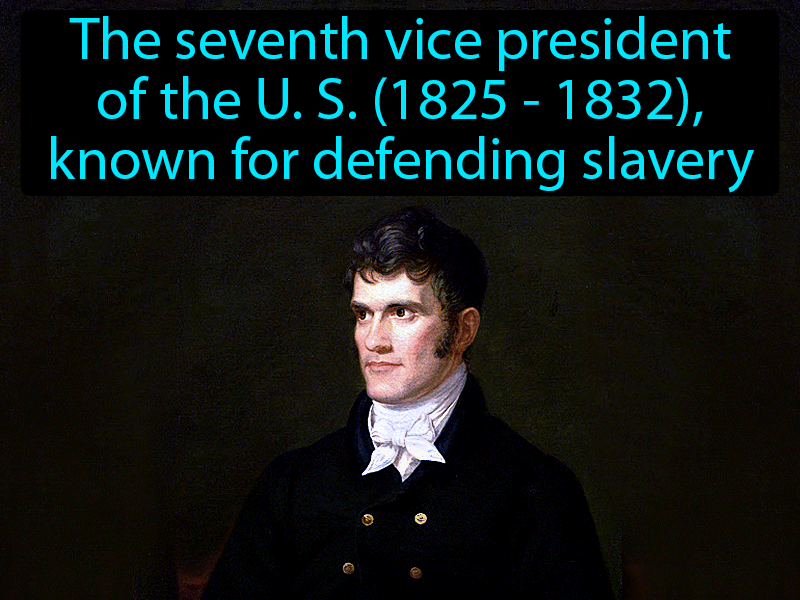 The seventh vice president
of the U. S. (1825 - 1832),
known for defending slavery